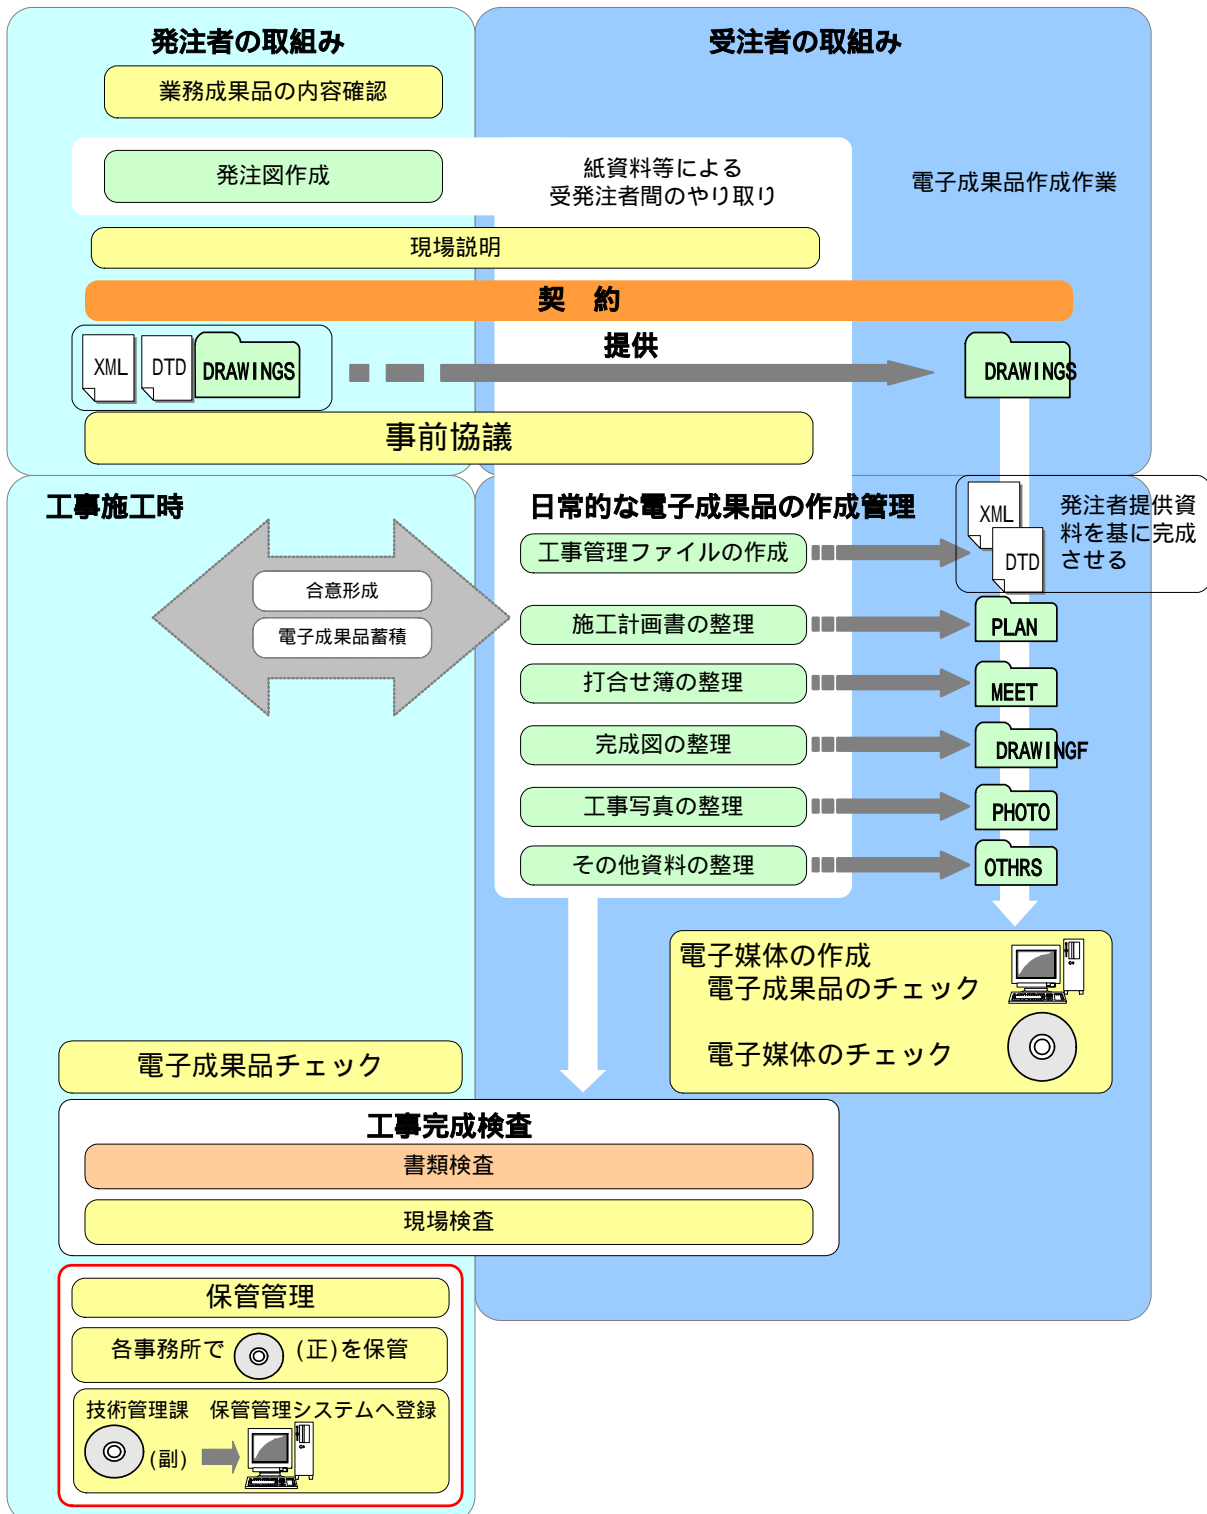 発注者の取組み
受注者の取組み
業務成果品の内容確認
発注図作成
紙資料等による
受発注者間のやり取り
電子成果品作成作業
現場説明
契 約
提供
XML
DTD
DRAWINGS
DRAWINGS
事前協議
工事施工時
日常的な電子成果品の作成管理
合意形成
電子成果品蓄積
工事管理ファイルの作成
XML
DTD
発注者提供資
料を基に完成
させる
施工計画書の整理
PLAN
打合せ簿の整理
MEET
完成図の整理
DRAWINGF
工事写真の整理
PHOTO
その他資料の整理
OTHRS
電子媒体の作成
電子成果品のチェック
電子媒体のチェック
電子成果品チェック
工事完成検査
書類検査
現場検査
保管管理
各事務所で (正)を保管
技術管理課 保管管理システムへ登録
(副)